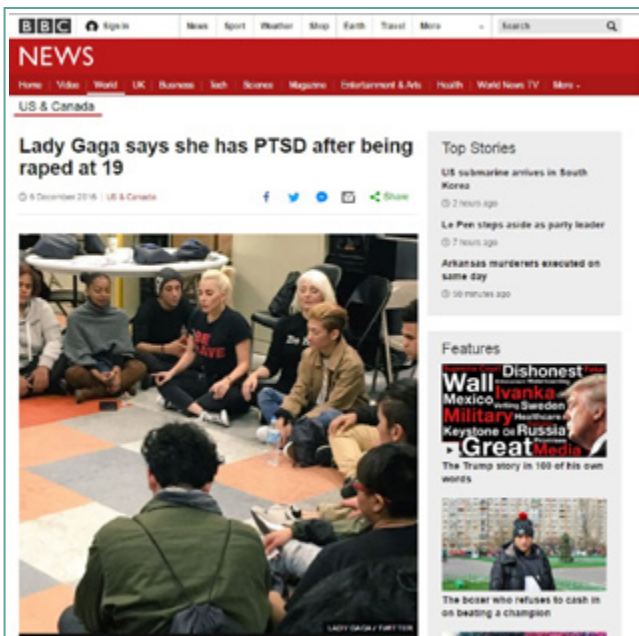 BBC Sign in News Sport Weather Shop Earth Travel More Search
NEWS
Home Video World UK Business Tech Science Magazine Entertainment & Arts Health World News TV More
US & Canada
Lady Gaga says she has PTSD after being
raped at 19
6 December 2016 US & Canada
Share
LADY GAGA / TWITTER
Top Stories
US submarine arrives in South
Korea
2 hours ago
Le Pen steps aside as party leader
7 hours ago
Arkansas murderers executed on
same day
58 minutes ago
Features
Supreme Court Dishonest Fake
Wall
Mexico Ivanka
Sweden
Military Healthcare
Keystone Russia
Great Media
The Trump story in 100 of his own
words
The boxer who refuses to cash in
on beating a champion